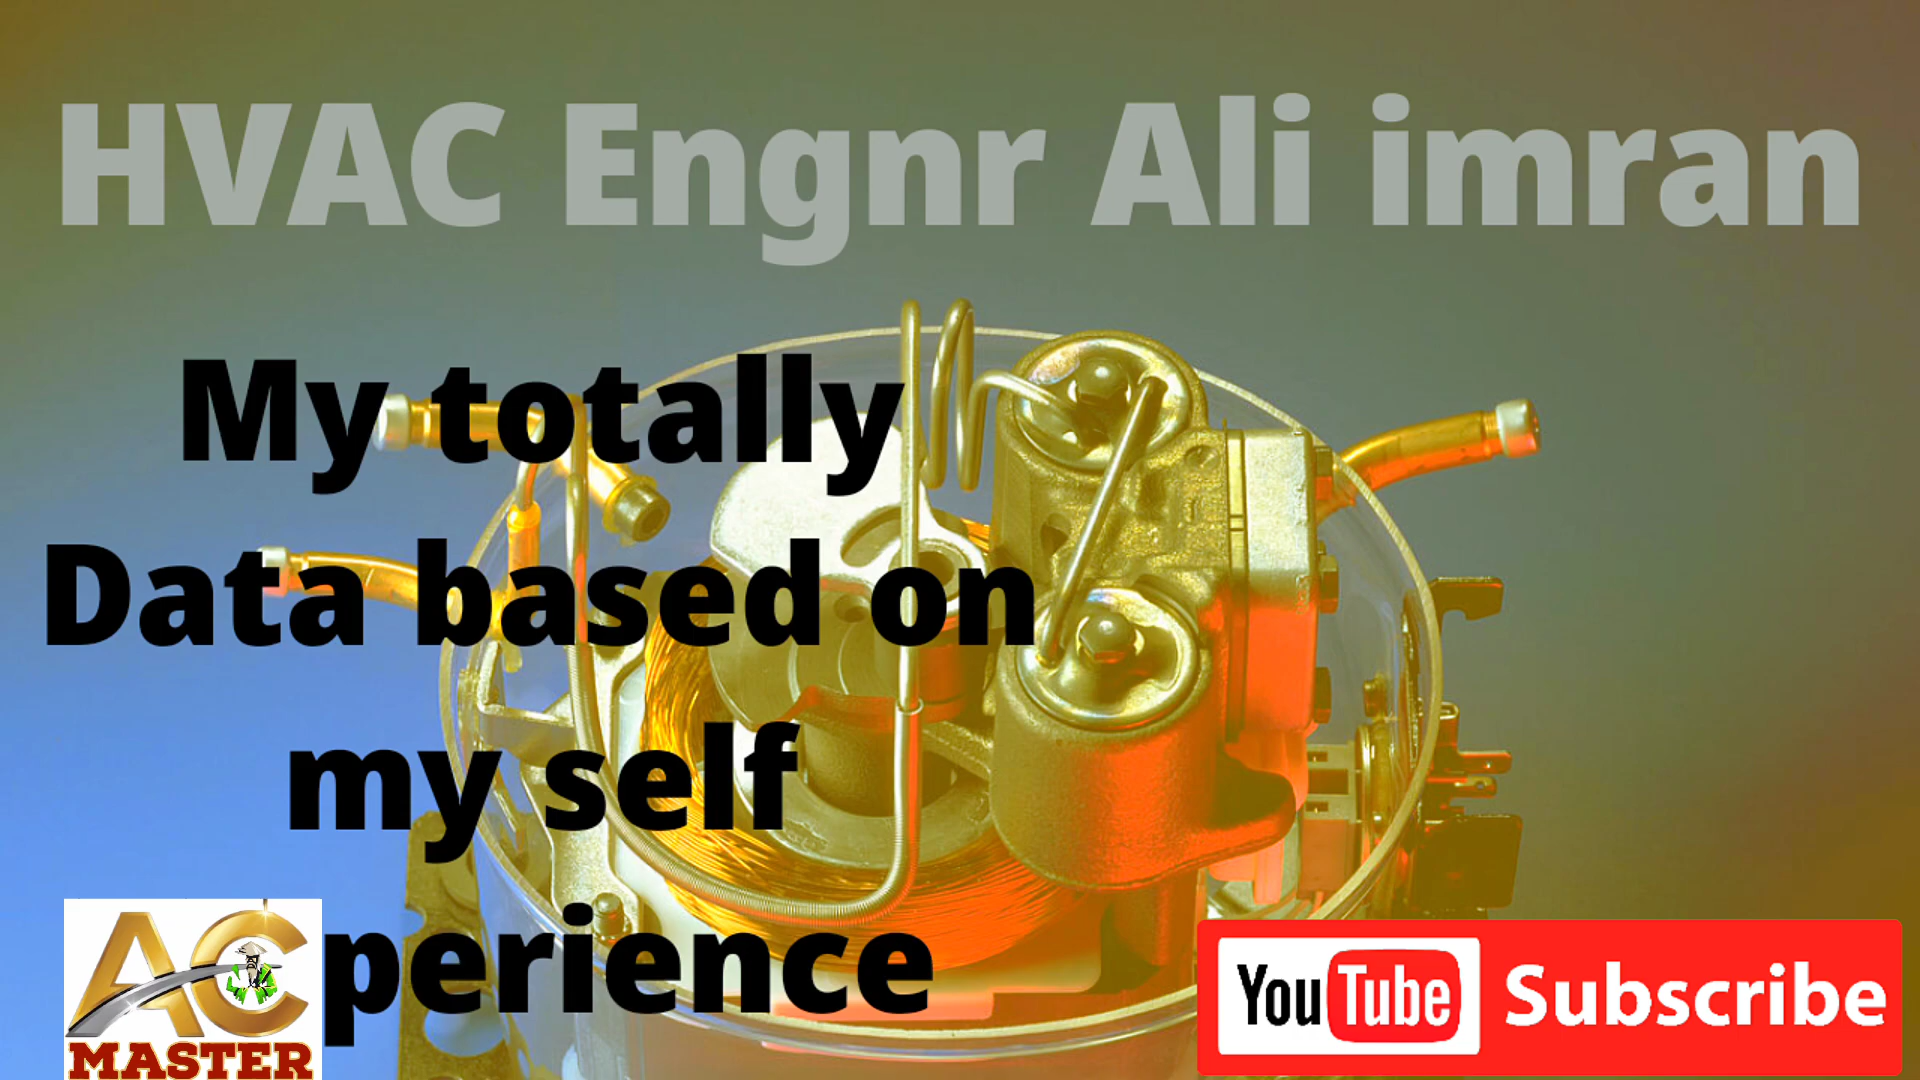 HVAC Engnr Ali imran
My totally
Data based on
my self
perience
AC
MASTER
YouTube Subscribe